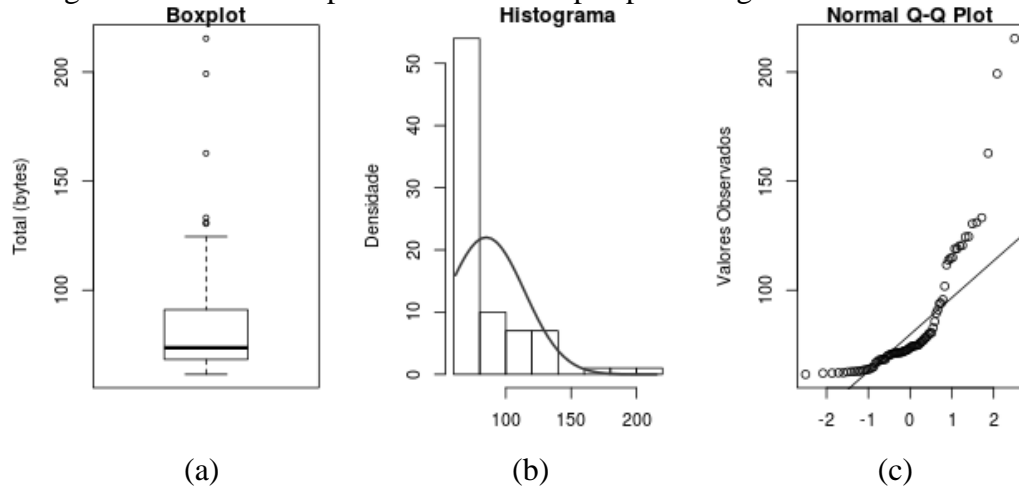 Boxplot
Histograma
Normal Q-Q Plot
Total (bytes)
200
150
100
Densidade
50
40
30
20
10
0
100 150 200
Valores Observados
200
150
100
-2 -1 0 1 2
(a)
(b)
(c)